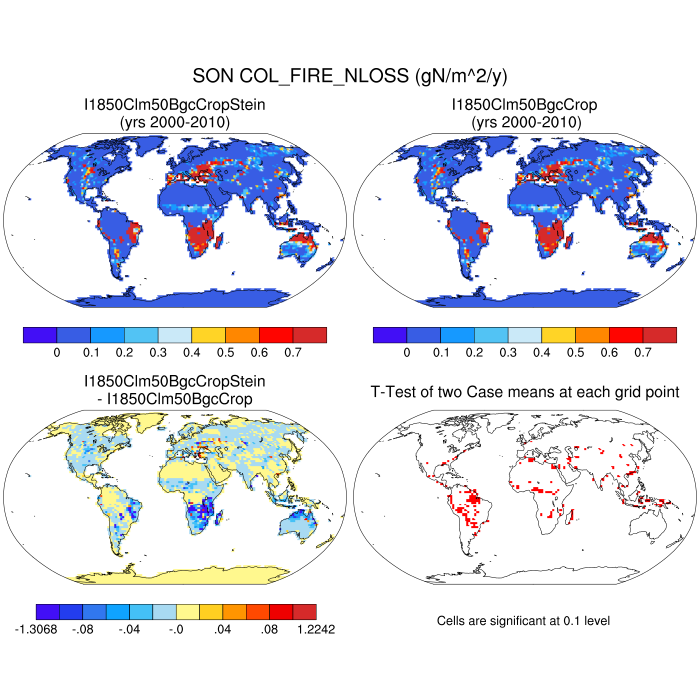 SON COL_FIRE_NLOSS (gN/m^2/y)
I1850Clm50BgcCropStein
(yrs 2000-2010)
I1850Clm50BgcCrop
(yrs 2000-2010)
0 0.1 0.2 0.3 0.4 0.5 0.6 0.7
0 0.1 0.2 0.3 0.4 0.5 0.6 0.7
I1850Clm50BgcCropStein
- I1850Clm50BgcCrop
T-Test of two Case means at each grid point
-1.3068 -.08 -.04 -.0 .04 .08 1.2242
Cells are significant at 0.1 level